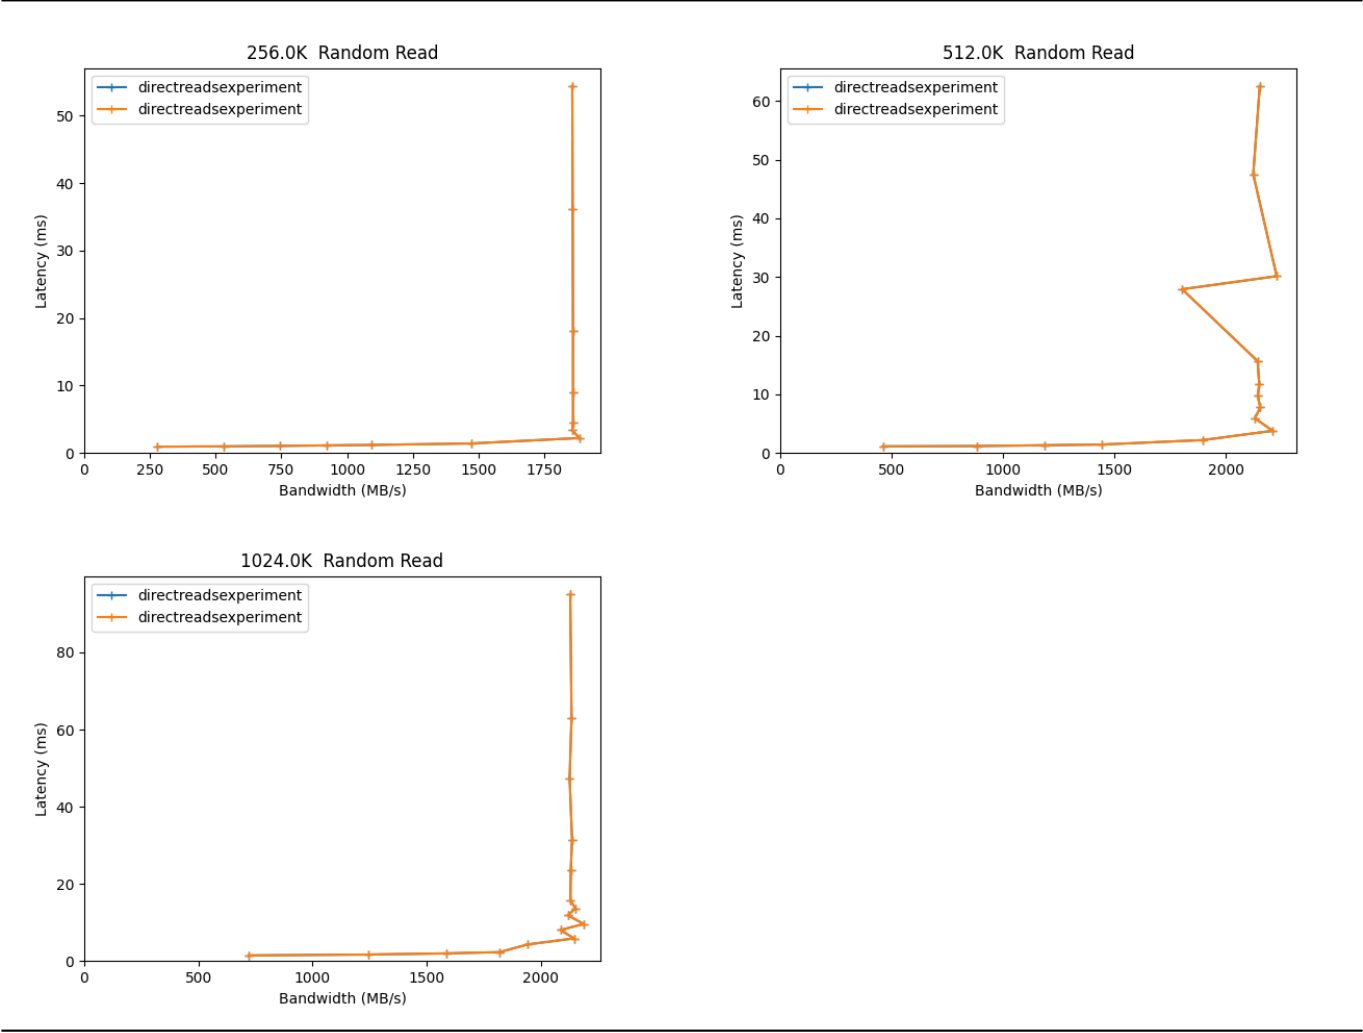 256.0K  Random Read
directreadsexperiment
directreadsexperiment
50
40
30
20
10
0
Latency (ms)
0 250 500 750 1000 1250 1500 1750
Bandwidth (MB/s)
512.0K  Random Read
directreadsexperiment
directreadsexperiment
60
50
40
30
20
10
0
Latency (ms)
0 500 1000 1500 2000
Bandwidth (MB/s)
1024.0K  Random Read
directreadsexperiment
directreadsexperiment
80
60
40
20
0
Latency (ms)
0 500 1000 1500 2000
Bandwidth (MB/s)